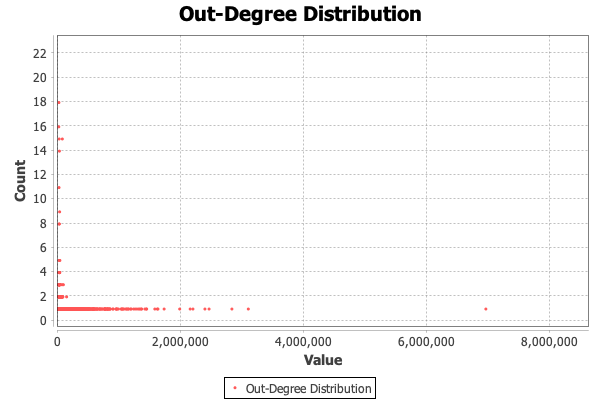 Out-Degree Distribution
22
20
18
16
14
12
10
8
6
4
2
0
Count
0 2,000,000 4,000,000 6,000,000 8,000,000
Value
Out-Degree Distribution